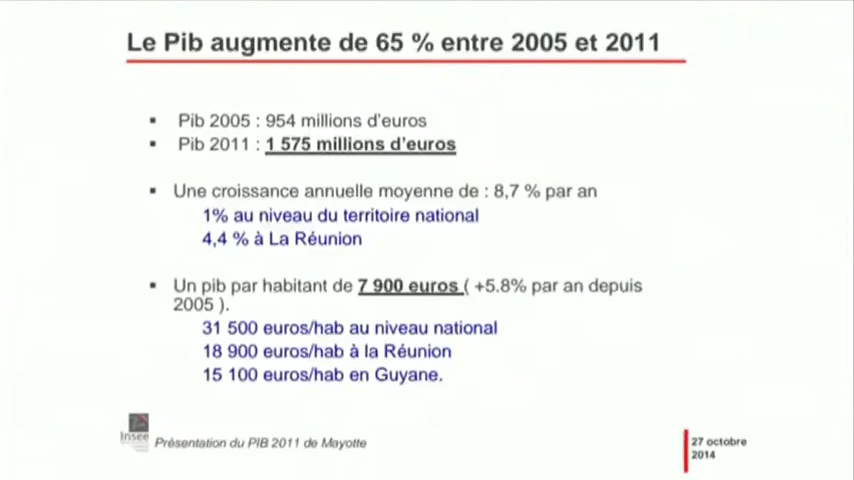 Le Pib augmente de 65 % entre 2005 et 2011
▪ Pib 2005 : 954 millions d'euros
▪ Pib 2011 : 1 575 millions d'euros
▪ Une croissance annuelle moyenne de : 8,7 % par an
1% au niveau du territoire national
4,4 % à La Réunion
▪ Un pib par habitant de 7 900 euros ( +5.8% par an depuis
2005 ).
31 500 euros/hab au niveau national
18 900 euros/hab à la Réunion
15 100 euros/hab en Guyane.
Insee
Présentation du PIB 2011 de Mayotte
27 octobre
2014